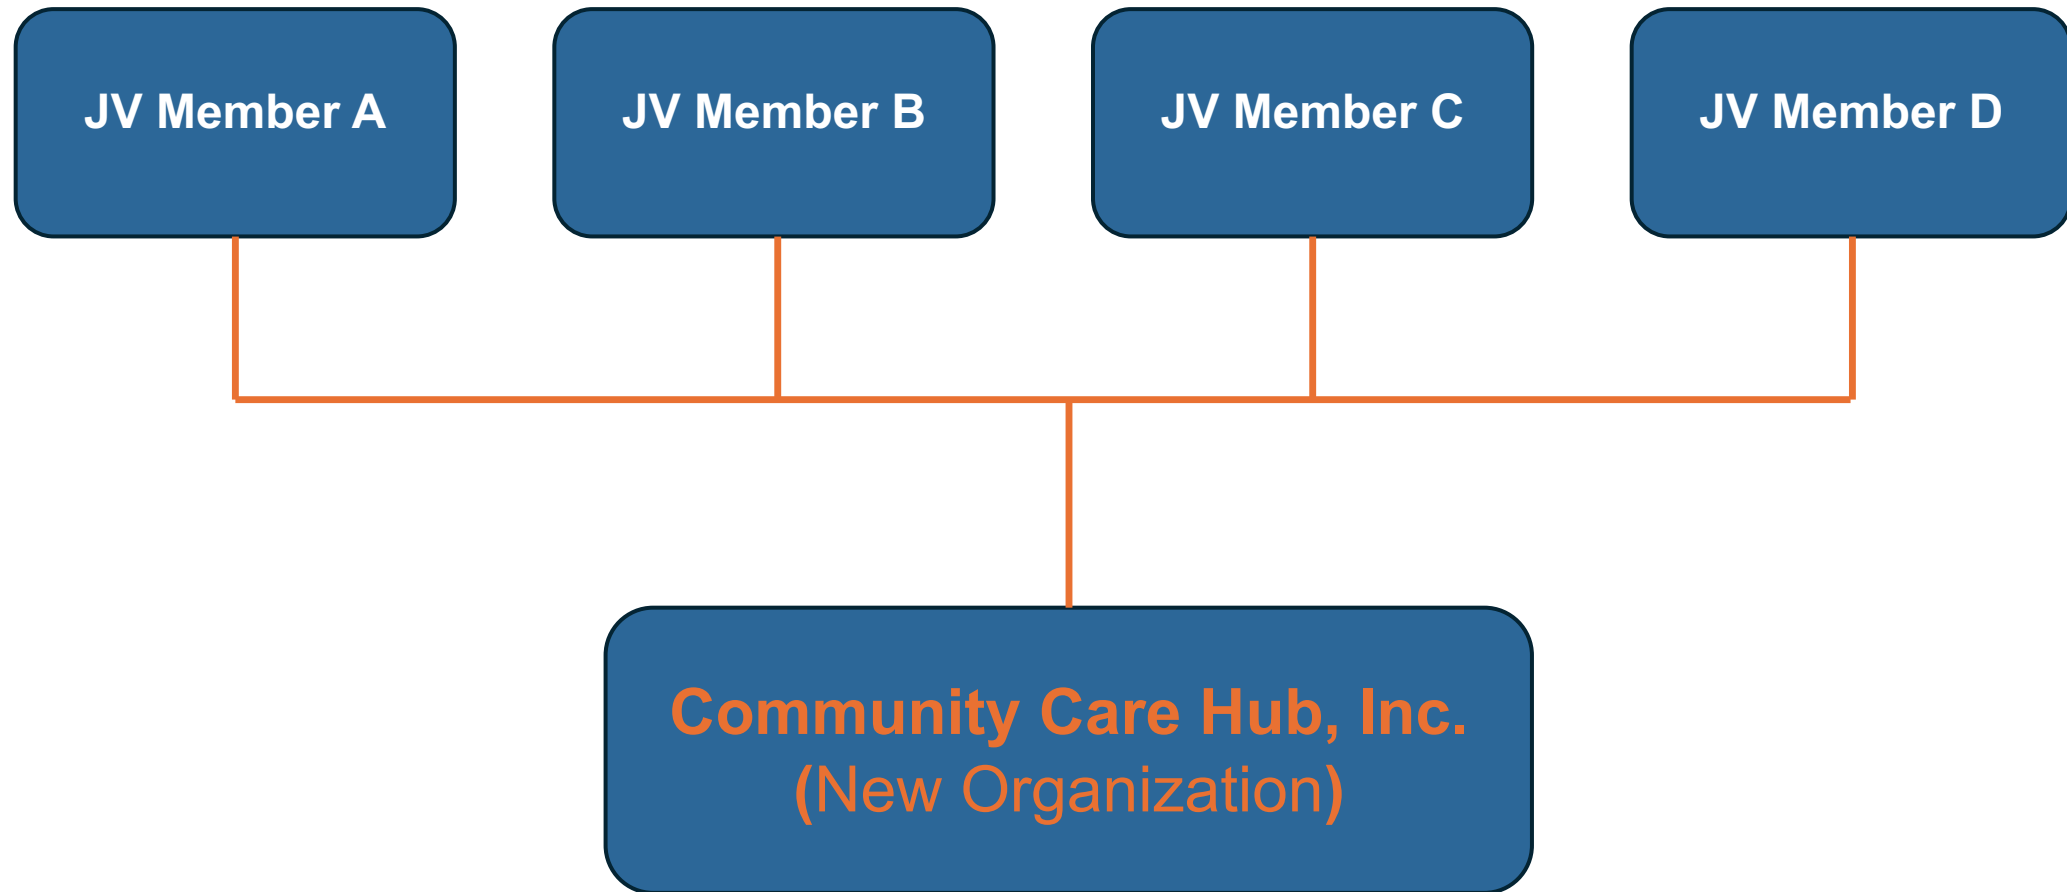 JV Member A
JV Member B
JV Member C
JV Member D
Community Care Hub, Inc.
(New Organization)